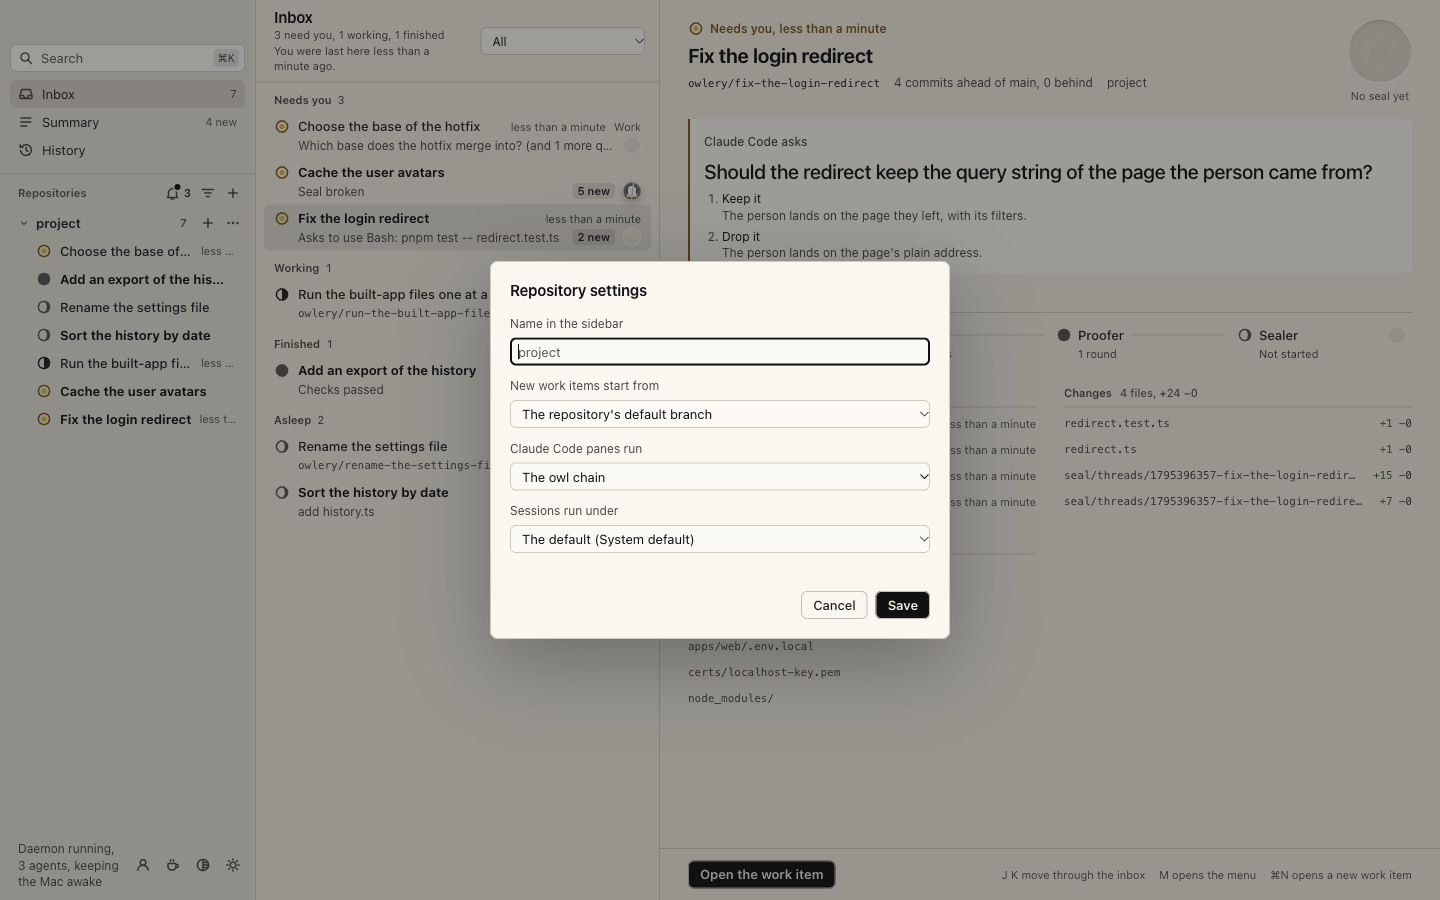 Search ⌘K
Inbox 7
Summary 4 new
History
Repositories 3
project 7
Choose the base of... less ...
Add an export of the his...
Rename the settings file
Sort the history by date
Run the built-app fi... less ...
Cache the user avatars
Fix the login redirect less t...
Daemon running,
3 agents, keeping
the Mac awake
Inbox
3 need you, 1 working, 1 finished
You were last here less than a
minute ago.
All
Needs you 3
Choose the base of the hotfix less than a minute Work
Which base does the hotfix merge into? (and 1 more q...
Cache the user avatars
Seal broken 5 new
Fix the login redirect less than a minute
Asks to use Bash: pnpm test -- redirect.test.ts 2 new
Working 1
Run the built-app files one at a
owlery/run-the-built-app-file
Finished 1
Add an export of the history
Checks passed
Asleep 2
Rename the settings file
owlery/rename-the-settings-fi
Sort the history by date
add history.ts
Needs you, less than a minute
Fix the login redirect
owlery/fix-the-login-redirect 4 commits ahead of main, 0 behind project
No seal yet
Claude Code asks
Should the redirect keep the query string of the page the person came from?
1. Keep it
The person lands on the page they left, with its filters.
2. Drop it
The person lands on the page's plain address.
Proofer
1 round
Sealer
Not started
Changes 4 files, +24 −0
ss than a minute
redirect.test.ts +1 −0
ss than a minute
redirect.ts +1 −0
ss than a minute
seal/threads/1795396357-fix-the-login-redir… +15 −0
ss than a minute
seal/threads/1795396357-fix-the-login-redire… +7 −0
apps/web/.env.local
certs/localhost-key.pem
node_modules/
Open the work item
J K move through the inbox M opens the menu ⌘N opens a new work item
Repository settings
Name in the sidebar
project
New work items start from
The repository's default branch
Claude Code panes run
The owl chain
Sessions run under
The default (System default)
Cancel
Save